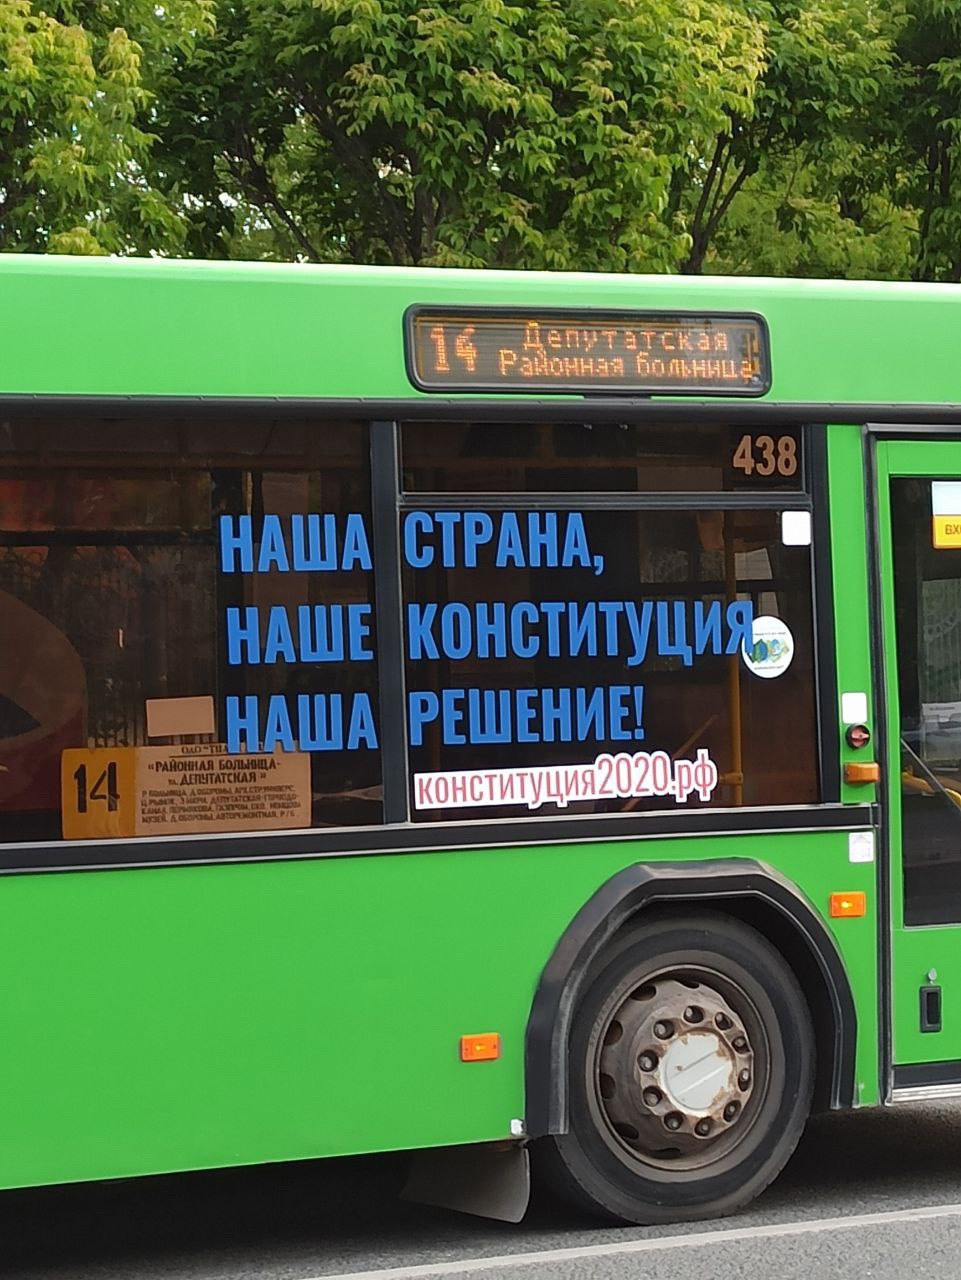 14 Депутатская
Районная больница
438
НАША СТРАНА,
НАШЕ КОНСТИТУЦИЯ
НАША РЕШЕНИЕ!
конституция2020.рф
14
"РАЙОННАЯ БОЛЬНИЦА-
УЛ. ДЕПУТАТСКАЯ"